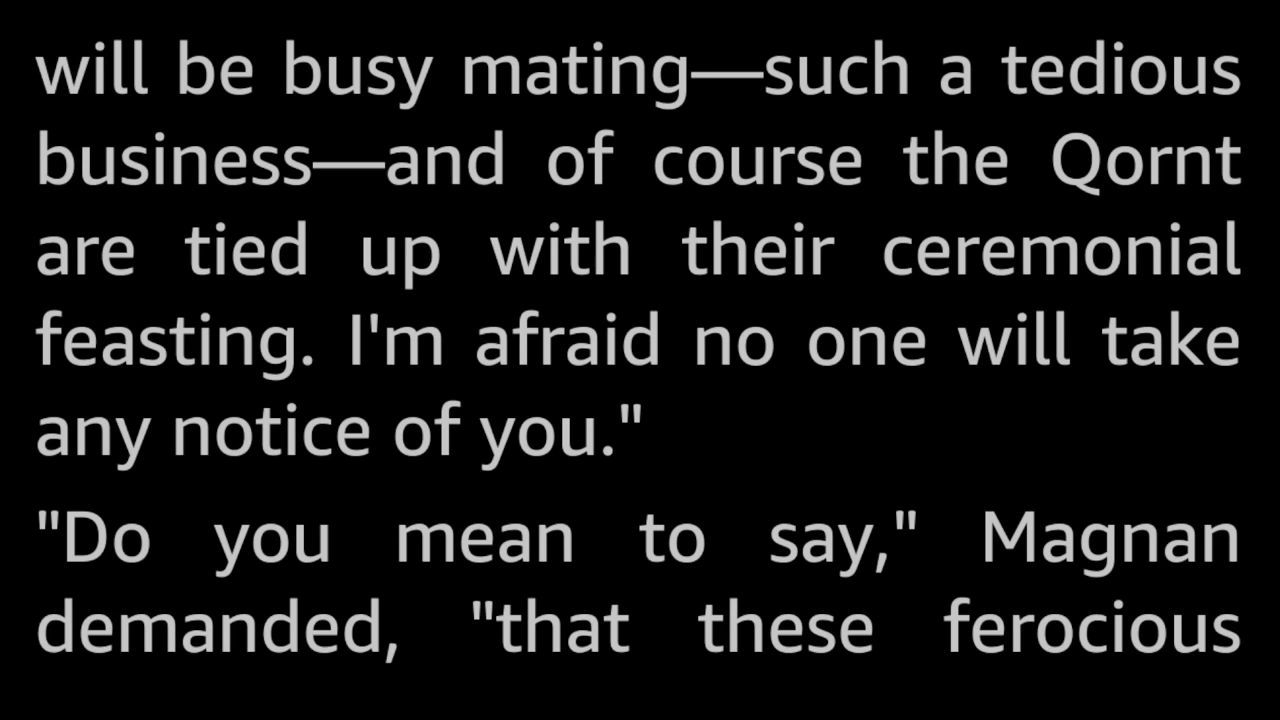 will be busy mating—such a tedious
business—and of course the Qornt
are tied up with their ceremonial
feasting. I'm afraid no one will take
any notice of you."
"Do you mean to say," Magnan
demanded, "that these ferocious